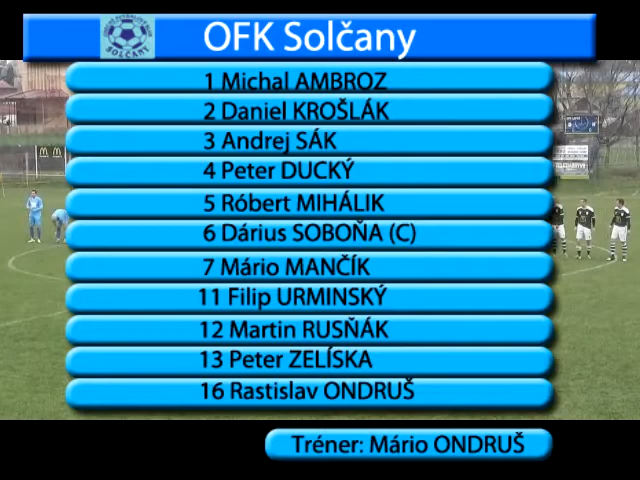 OFK Solčany
SOLČANY
1 Michal AMBROZ
2 Daniel KROŠLÁK
3 Andrej SÁK
4 Peter DUCKÝ
5 Róbert MIHÁLIK
6 Dárius SOBOŇA (C)
7 Mário MANČÍK
11 Filip URMINSKÝ
12 Martin RUSŇÁK
13 Peter ZELÍSKA
16 Rastislav ONDRUŠ
Tréner: Mário ONDRUŠ